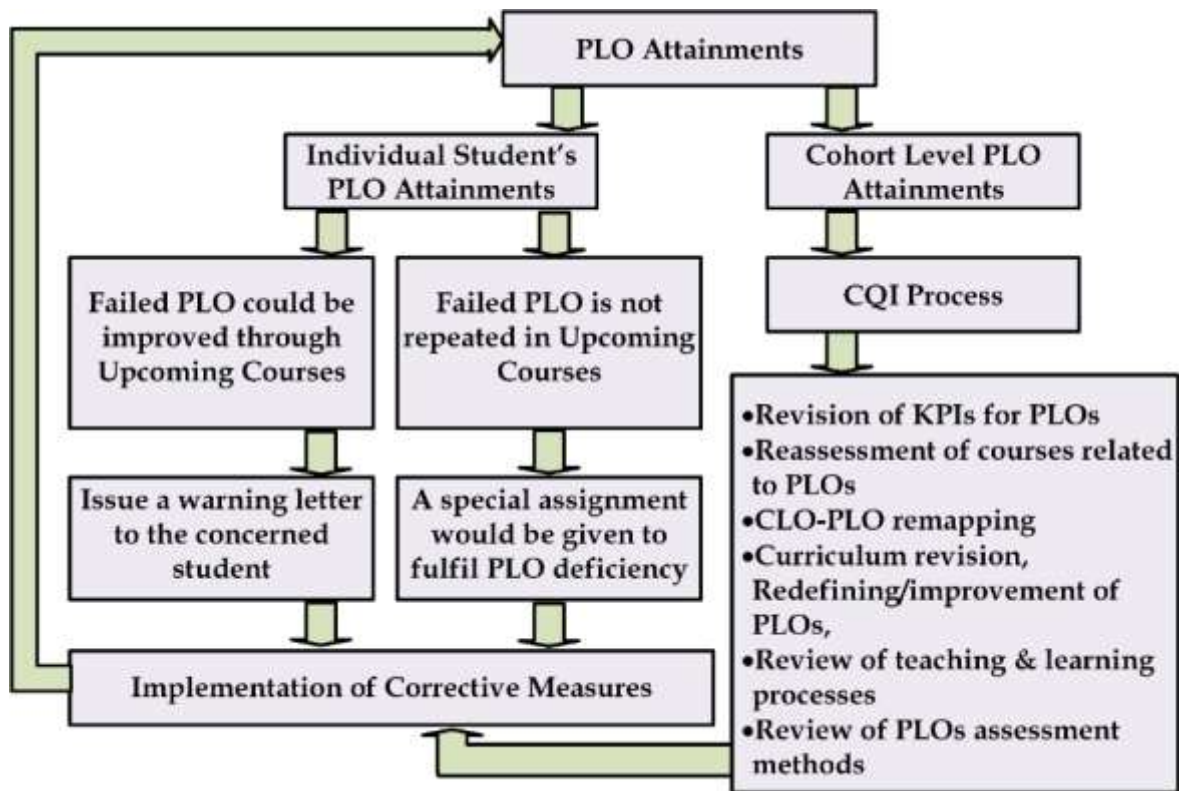 PLO Attainments
Individual Student's
PLO Attainments
Cohort Level PLO
Attainments
Failed PLO could be
improved through
Upcoming Courses
Failed PLO is not
repeated in Upcoming
Courses
CQI Process
Issue a warning letter
to the concerned
student
A special assignment
would be given to
fulfil PLO deficiency
•Revision of KPIs for PLOs
•Reassessment of courses related
to PLOs
•CLO-PLO remapping
•Curriculum revision,
Redefining/improvement of
PLOs,
•Review of teaching & learning
processes
•Review of PLOs assessment
methods
Implementation of Corrective Measures